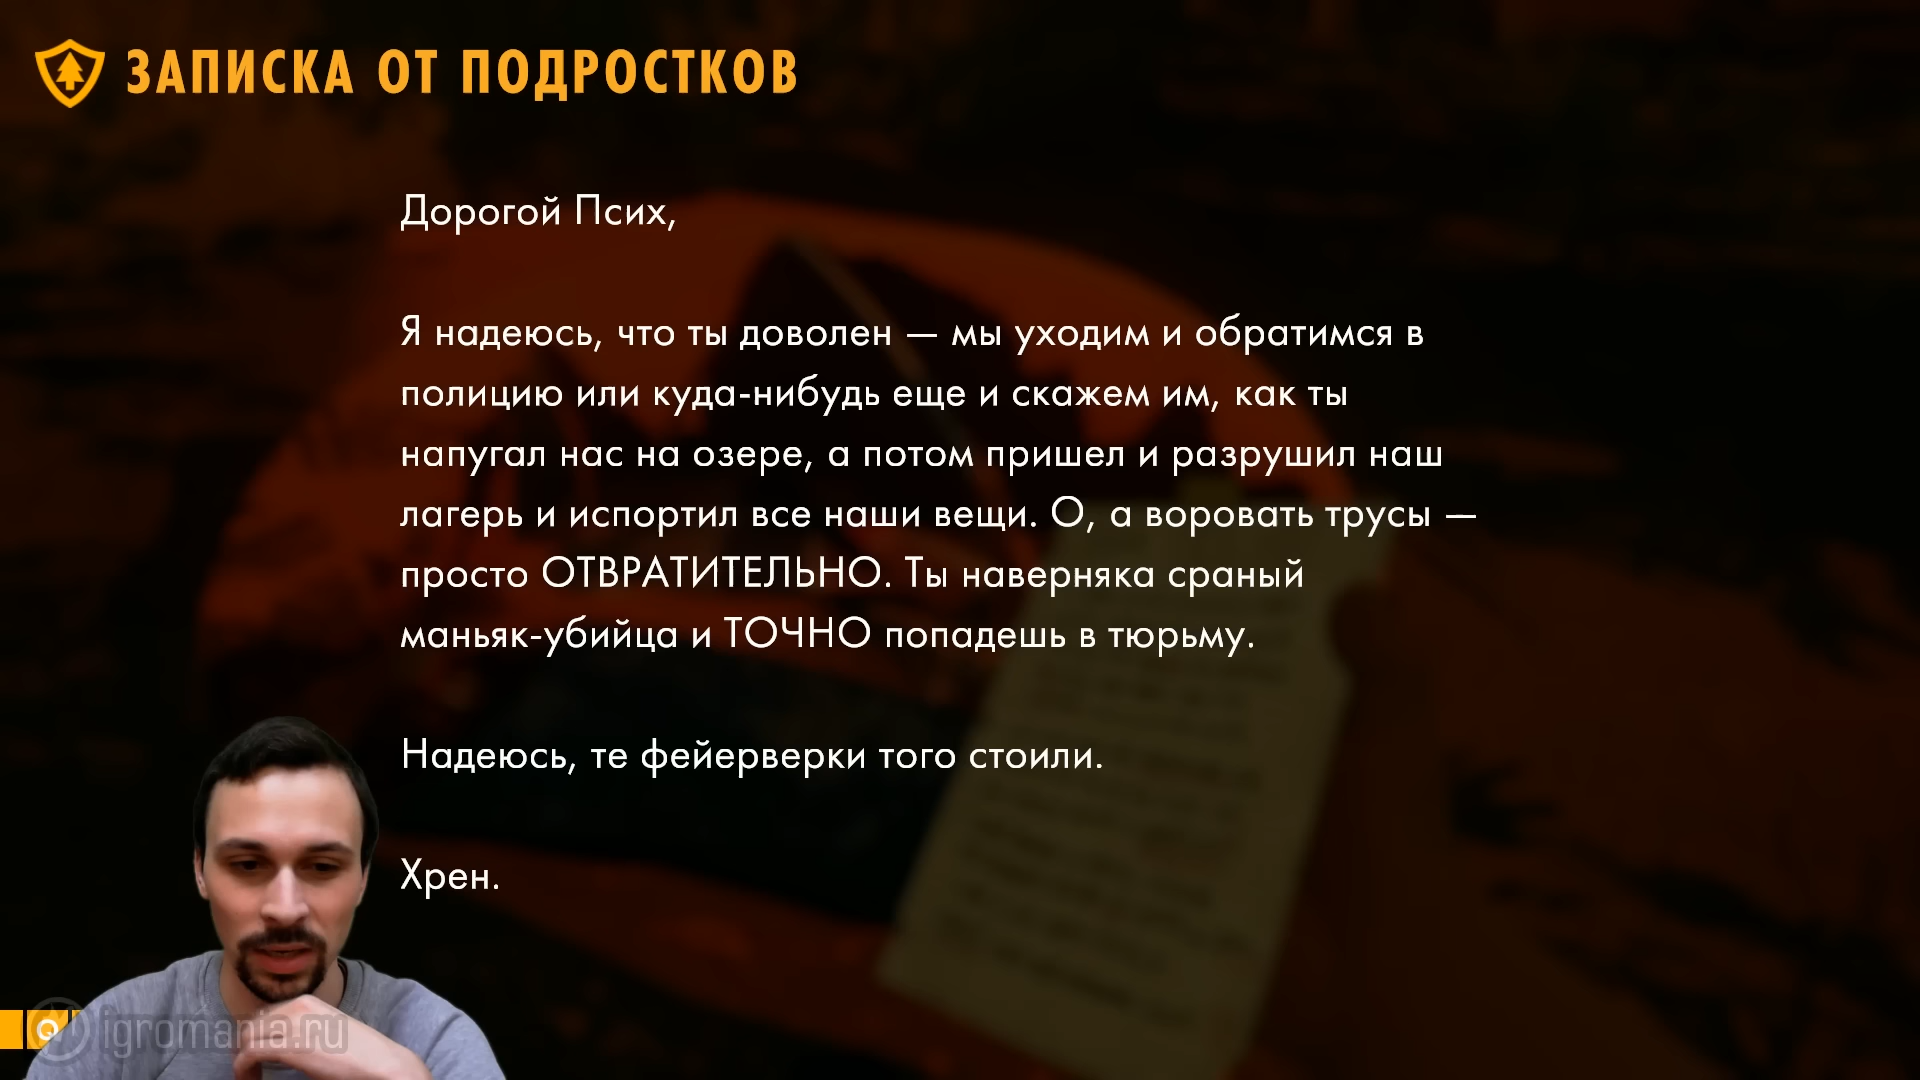 ЗАПИСКА ОТ ПОДРОСТКОВ
Дорогой Псих,
Я надеюсь, что ты доволен — мы уходим и обратимся в
полицию или куда-нибудь еще и скажем им, как ты
напугал нас на озере, а потом пришел и разрушил наш
лагерь и испортил все наши вещи. О, а воровать трусы —
просто ОТВРАТИТЕЛЬНО. Ты наверняка сраный
маньяк-убийца и ТОЧНО попадешь в тюрьму.
Надеюсь, те фейерверки того стоили.
Хрен.
Q igromania.ru